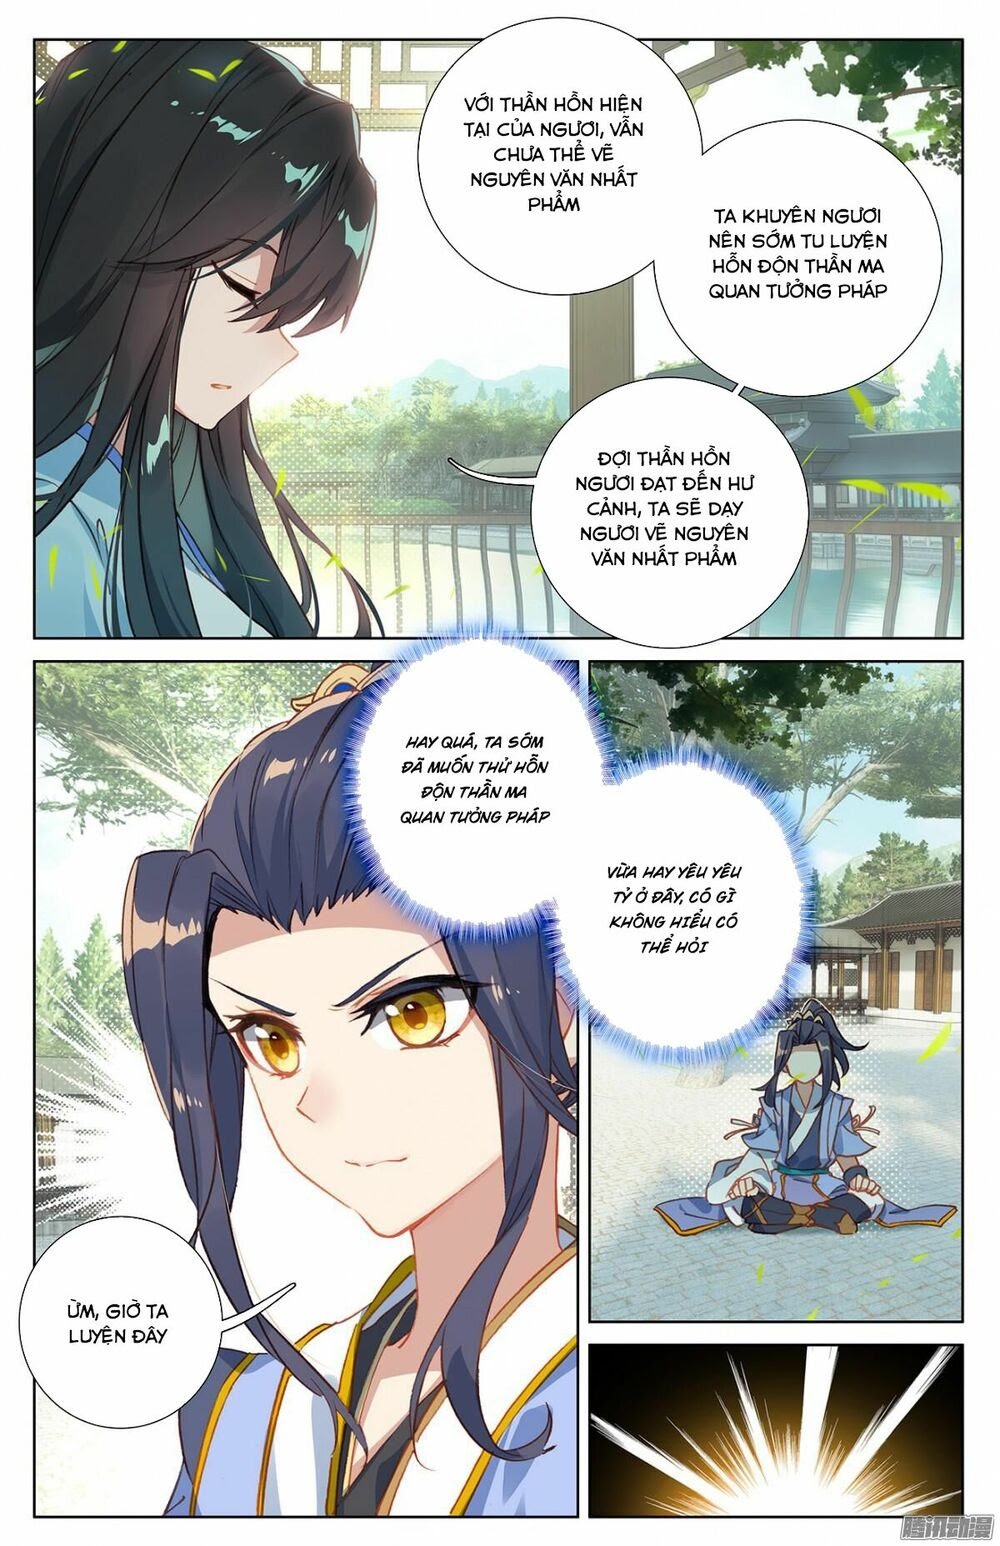 VỚI THẦN HỒN HIỆN
TẠI CỦA NGƯƠI, VẪN
CHƯA THỂ VẼ
NGUYÊN VĂN NHẤT
PHẨM
TA KHUYÊN NGƯƠI
NÊN SỚM TU LUYỆN
HỖN ĐỘN THẦN MA
QUAN TƯỞNG PHÁP
ĐỢI THẦN HỒN
NGƯƠI ĐẠT ĐẾN HƯ
CẢNH, TA SẼ DẠY
NGƯƠI VẼ NGUYÊN
VĂN NHẤT PHẨM
HAY QUÁ, TA SỚM
ĐÃ MUỐN THỬ HỖN
ĐỘN THẦN MA
QUAN TƯỞNG PHÁP
VỪA HAY YÊU YÊU
TỶ Ở ĐÂY, CÓ GÌ
KHÔNG HIỂU CÓ
THỂ HỎI
ỪM, GIỜ TA
LUYỆN ĐÂY
腾讯动漫